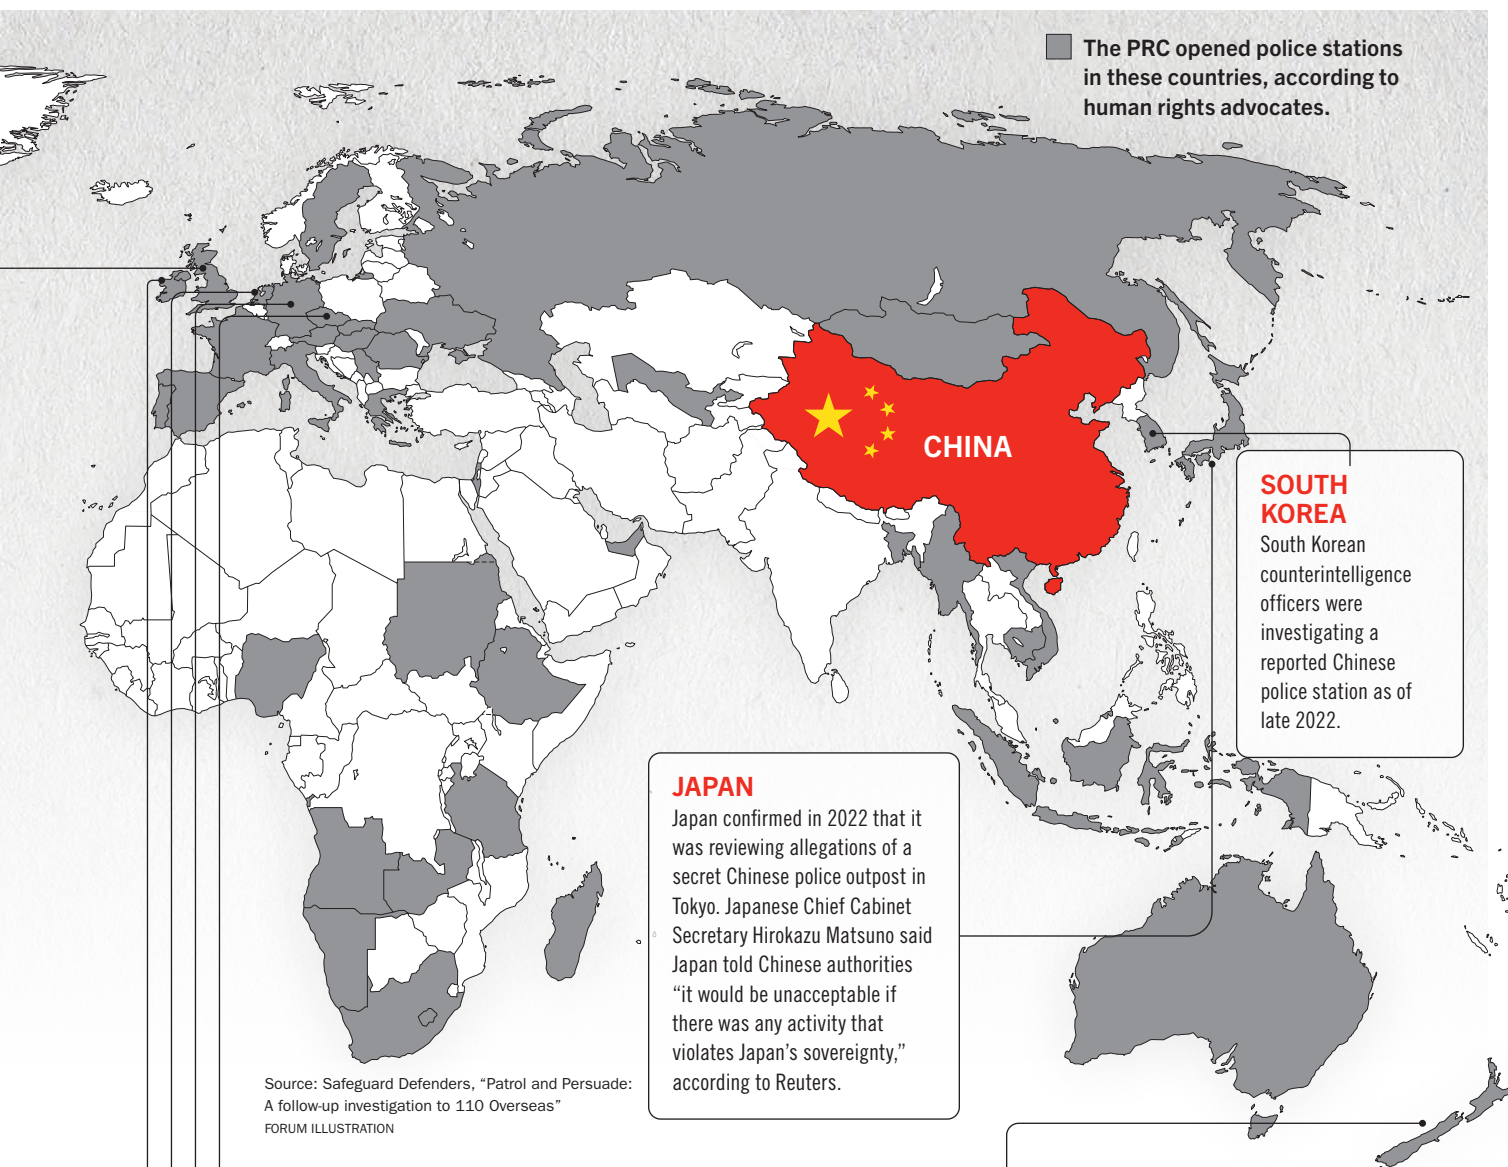 The PRC opened police stations
in these countries, according to
human rights advocates.
CHINA
SOUTH
KOREA
South Korean
counterintelligence
officers were
investigating a
reported Chinese
police station as of
late 2022.
JAPAN
Japan confirmed in 2022 that it
was reviewing allegations of a
secret Chinese police outpost in
Tokyo. Japanese Chief Cabinet
Secretary Hirokazu Matsuno said
Japan told Chinese authorities
“it would be unacceptable if
there was any activity that
violates Japan’s sovereignty,”
according to Reuters.
Source: Safeguard Defenders, “Patrol and Persuade:
A follow-up investigation to 110 Overseas”
FORUM ILLUSTRATION